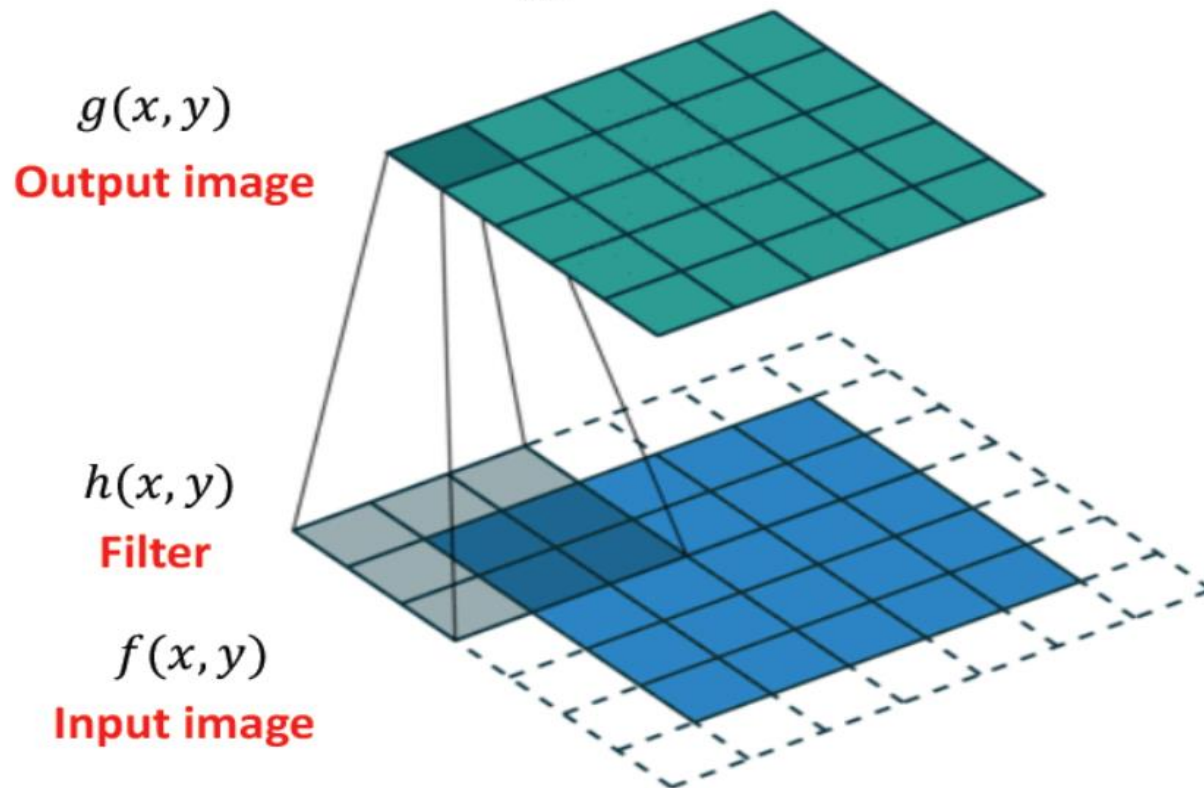 g(x, y)
Output image
h(x, y)
Filter
f(x, y)
Input image